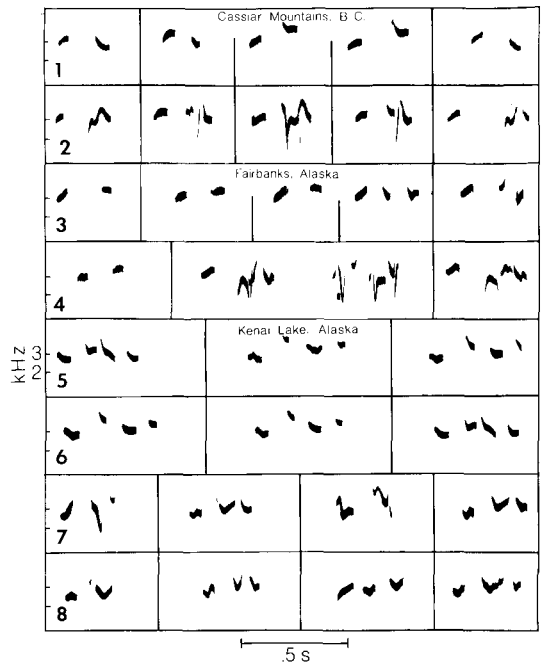 Cassiar Mountains, B.C.
1
2
Fairbanks, Alaska
3
4
Kenai Lake, Alaska
kHz
3
2
5
6
7
8
.5 s